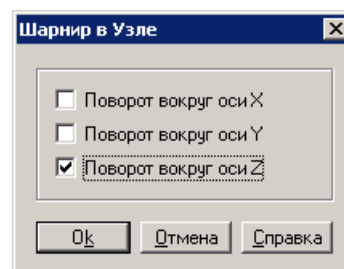 Шарнир в Узле
Поворот вокруг оси X
Поворот вокруг оси Y
Поворот вокруг оси Z
Ok Отмена Справка